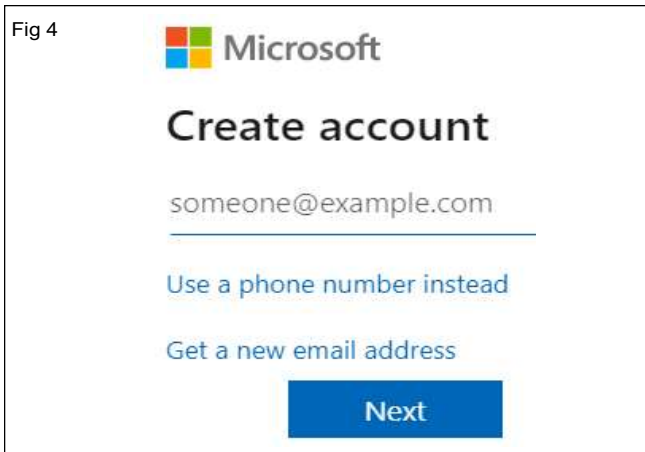 Fig 4
Microsoft
Create account
someone@example.com
Use a phone number instead
Get a new email address
Next